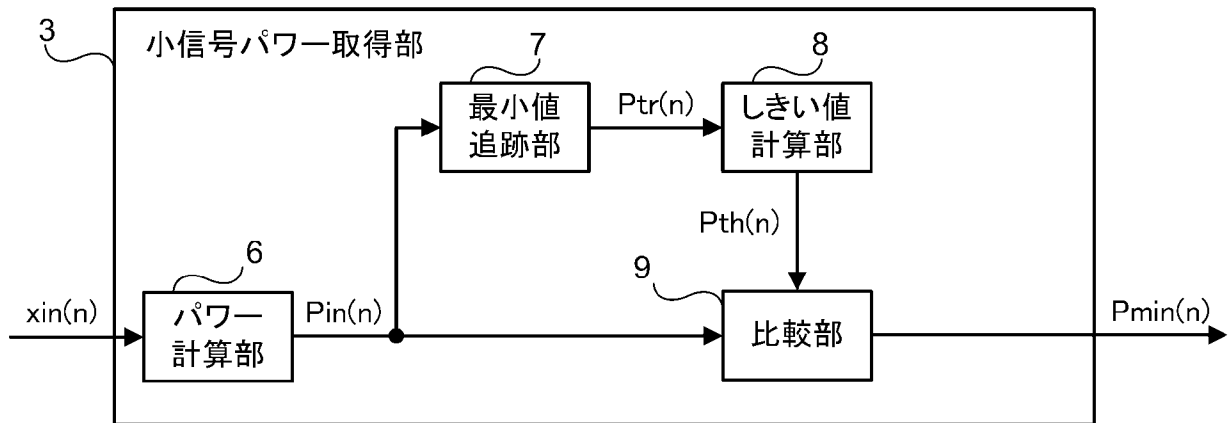 3
小信号パワー取得部
7
8
最小値
追跡部
Ptr(n)
しきい値
計算部
Pth(n)
6
9
xin(n)
パワー
計算部
Pin(n)
比較部
Pmin(n)